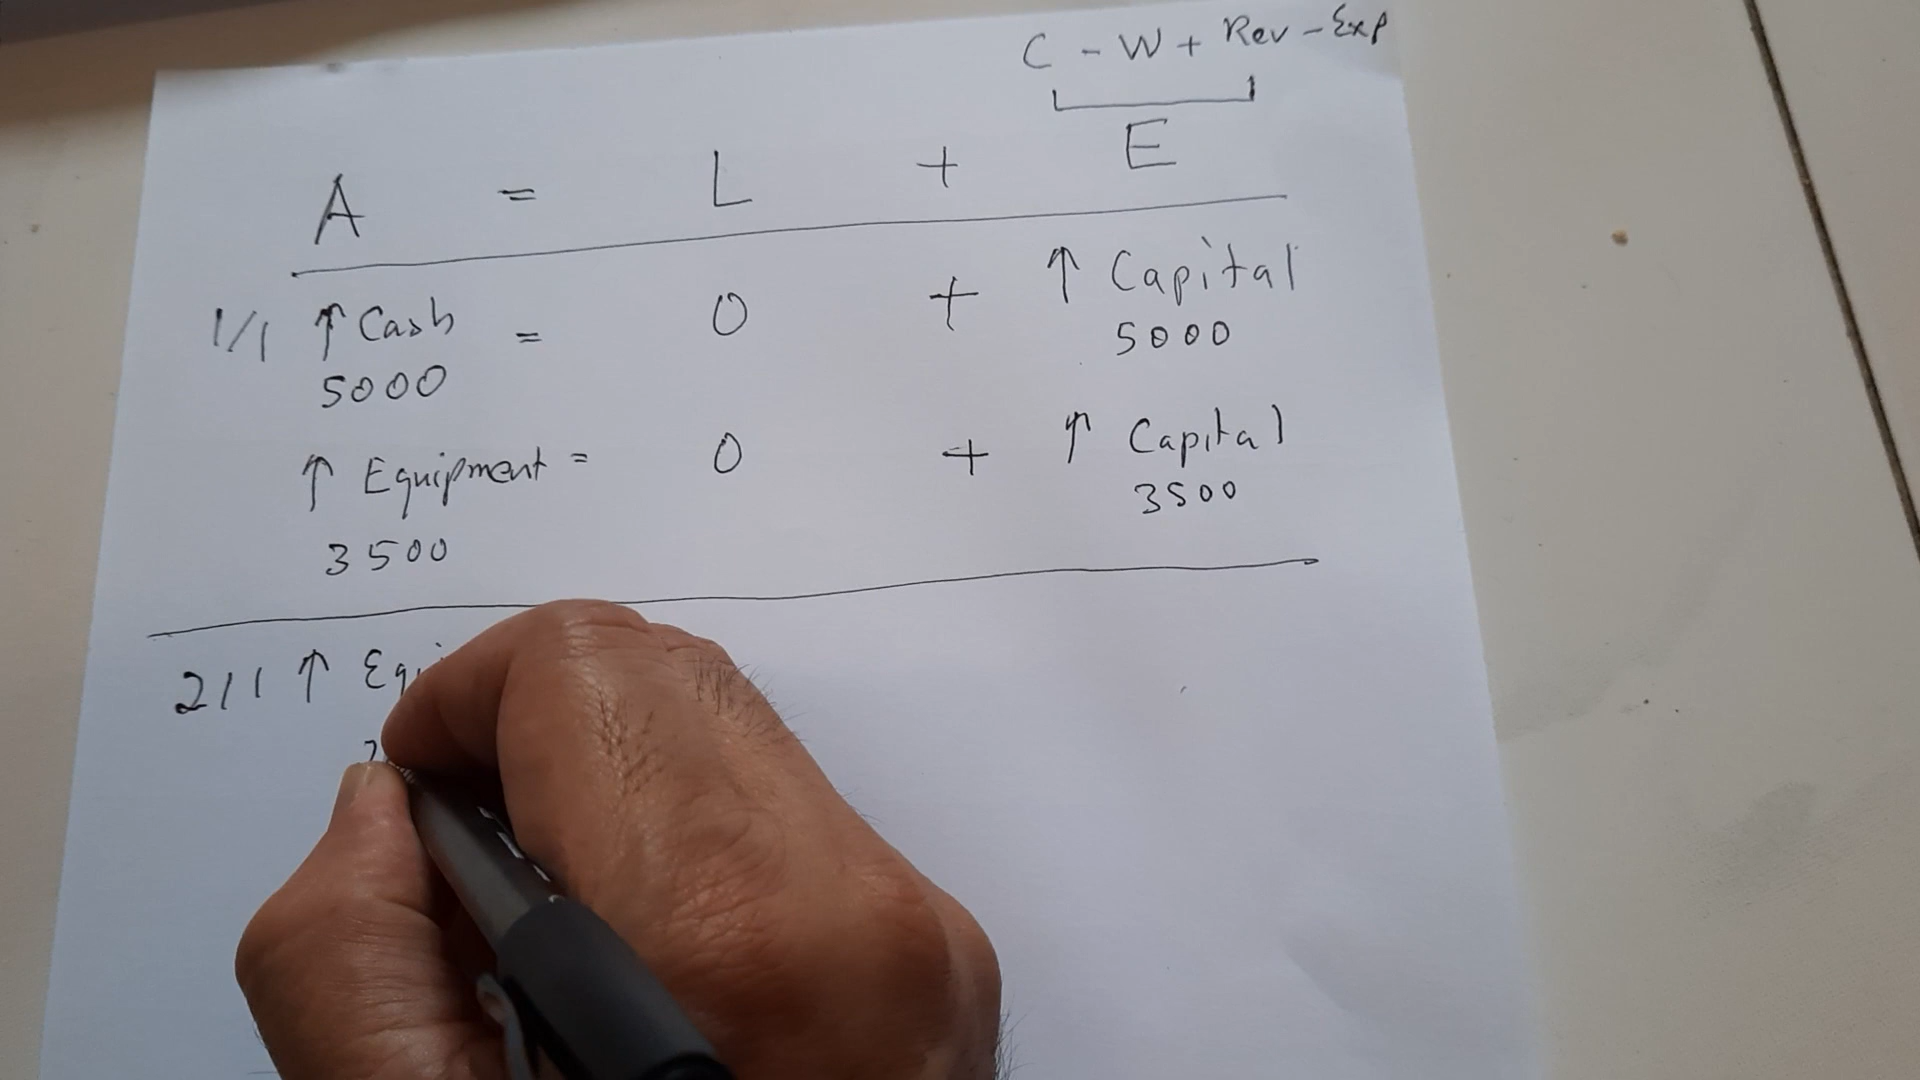 C - W + Rev - Exp
A = L + E
1/1 ↑ Cash = 0 + ↑ Capital
5000 5000
↑ Equipment = 0 + ↑ Capital
3500 3500
2/1 ↑